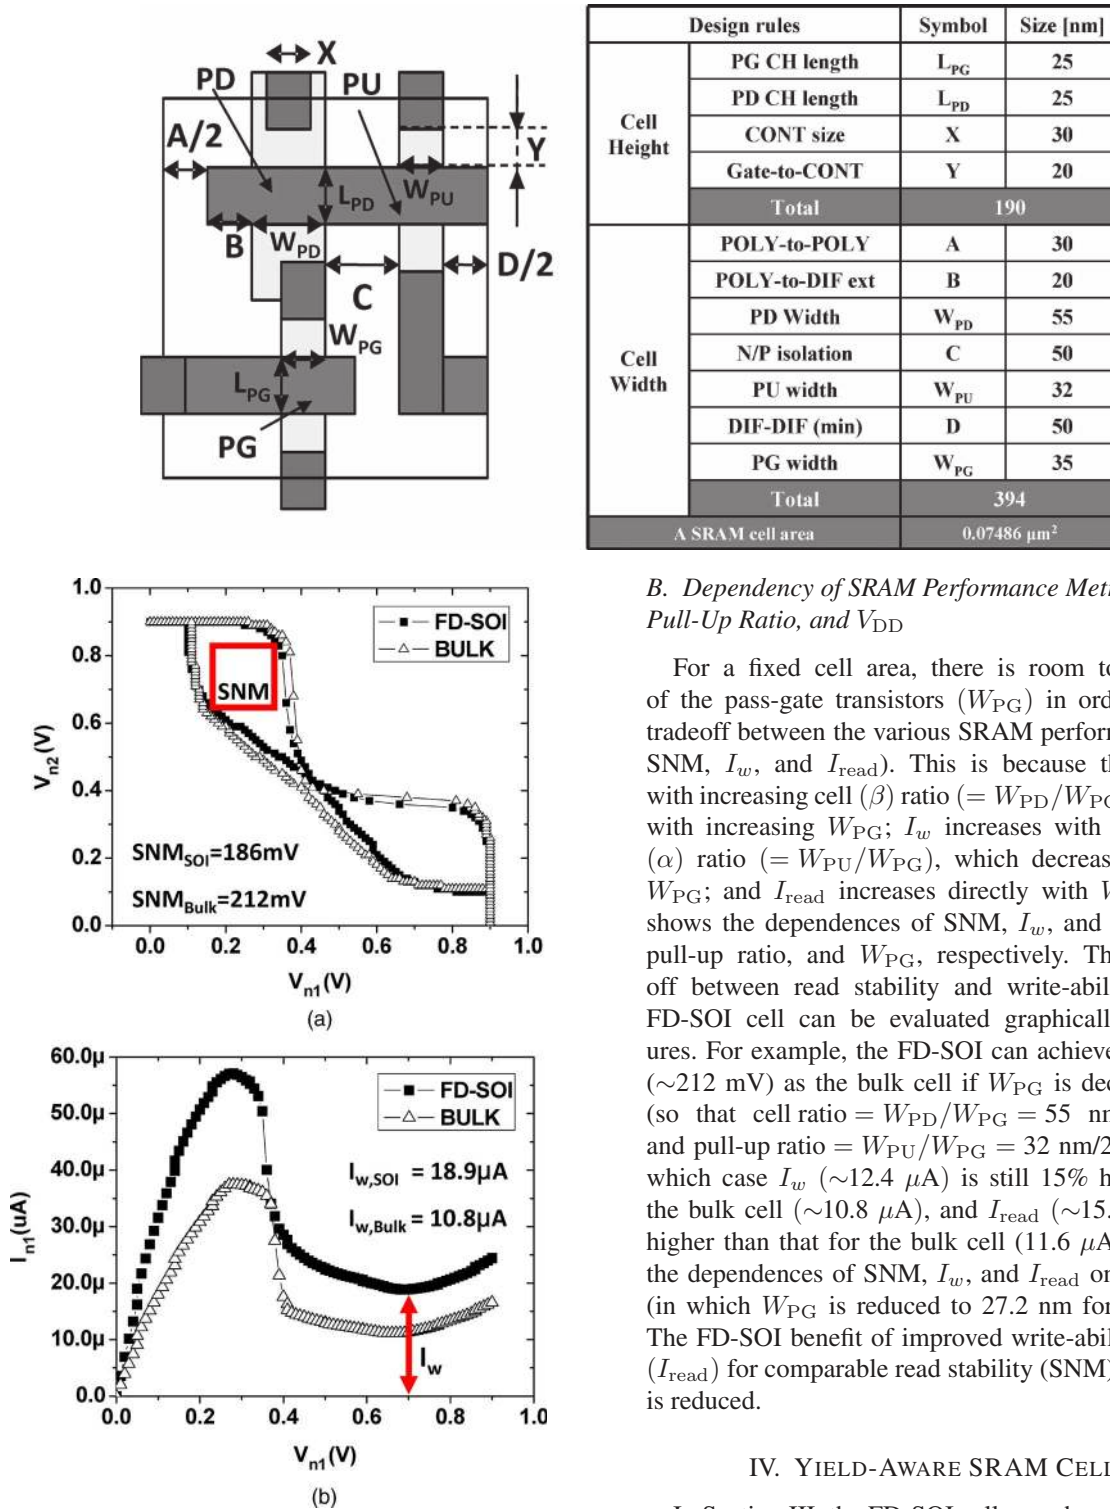 X
PD
PU
A/2
Y
W_PU
L_PD
B
W_PD
D/2
C
W_PG
L_PG
PG
Design rules Symbol Size [nm]
Cell Height
PG CH length L_PG 25
PD CH length L_PD 25
CONT size X 30
Gate-to-CONT Y 20
Total 190
Cell Width
POLY-to-POLY A 30
POLY-to-DIF ext B 20
PD Width W_PD 55
N/P isolation C 50
PU width W_PU 32
DIF-DIF (min) D 50
PG width W_PG 35
Total 394
A SRAM cell area 0.07486 μm²
1.0
0.8
0.6
0.4
0.2
0.0
V_n2(V)
FD-SOI
BULK
SNM
SNM_SOI=186mV
SNM_Bulk=212mV
0.0 0.2 0.4 0.6 0.8 1.0
V_n1(V)
(a)
60.0μ
50.0μ
40.0μ
30.0μ
20.0μ
10.0μ
0.0
I_n1(uA)
FD-SOI
BULK
I_w,SOI = 18.9μA
I_w,Bulk = 10.8μA
I_w
0.0 0.2 0.4 0.6 0.8 1.0
V_n1(V)
(b)
B. Dependency of SRAM Performance Met
Pull-Up Ratio, and V_DD
For a fixed cell area, there is room to
of the pass-gate transistors (W_PG) in ord
tradeoff between the various SRAM perform
SNM, I_w, and I_read). This is because th
with increasing cell (β) ratio (= W_PD/W_PG
with increasing W_PG; I_w increases with
(α) ratio (= W_PU/W_PG), which decreas
W_PG; and I_read increases directly with W
shows the dependences of SNM, I_w, and
pull-up ratio, and W_PG, respectively. Th
off between read stability and write-abil
FD-SOI cell can be evaluated graphicall
ures. For example, the FD-SOI can achieve
(∼212 mV) as the bulk cell if W_PG is dec
(so that cell ratio = W_PD/W_PG = 55 nm
and pull-up ratio = W_PU/W_PG = 32 nm/2
which case I_w (∼12.4 μA) is still 15% h
the bulk cell (∼10.8 μA), and I_read (∼15.
higher than that for the bulk cell (11.6 μA
the dependences of SNM, I_w, and I_read on
(in which W_PG is reduced to 27.2 nm for
The FD-SOI benefit of improved write-abil
(I_read) for comparable read stability (SNM)
is reduced.
IV. YIELD-AWARE SRAM CELL